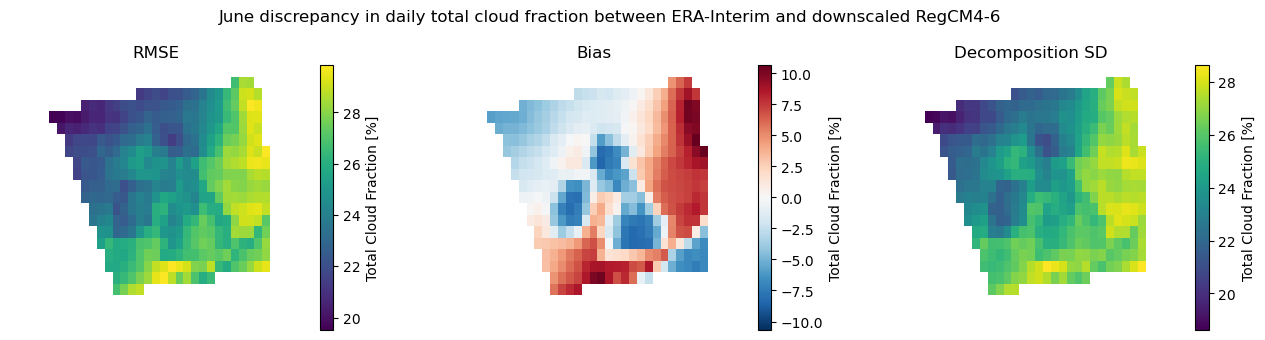 June discrepancy in daily total cloud fraction between ERA-Interim and downscaled RegCM4-6
RMSE
28
26
24
22
20
Total Cloud Fraction [%]
Bias
10.0
7.5
5.0
2.5
0.0
−2.5
−5.0
−7.5
−10.0
Total Cloud Fraction [%]
Decomposition SD
28
26
24
22
20
Total Cloud Fraction [%]